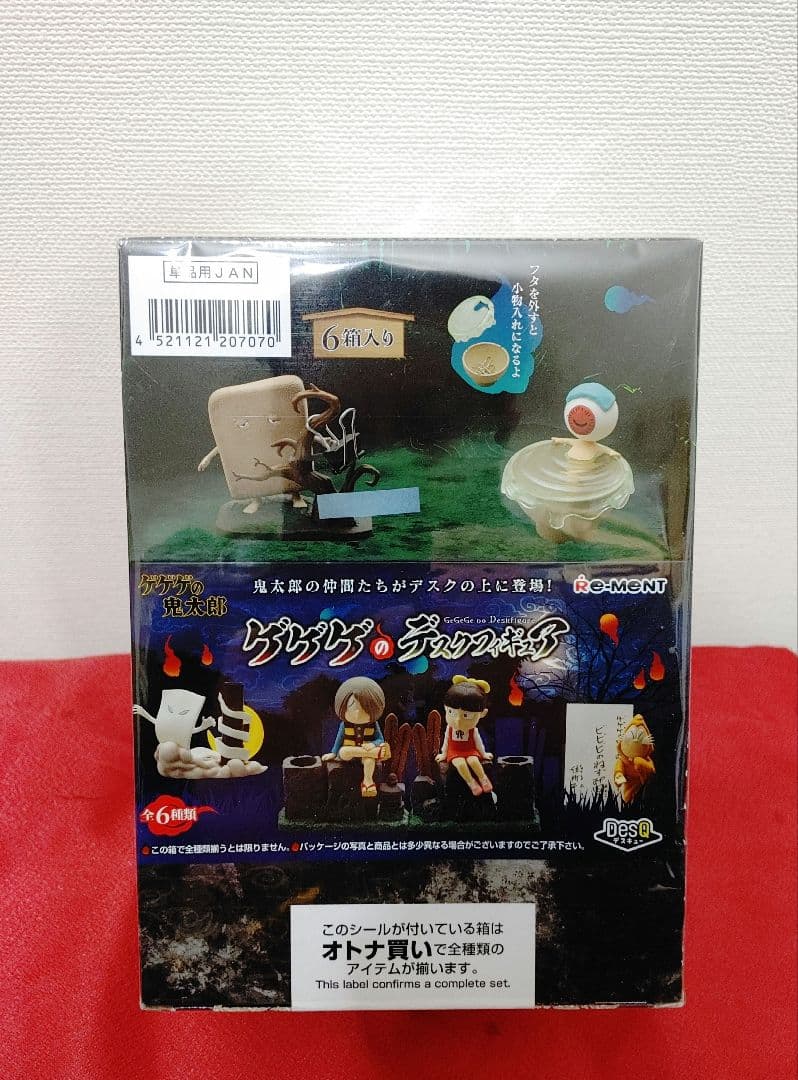 単品用JAN
4 521121 207070
6箱入り
フタを外すと
小物入れになるよ
ゲゲゲの
鬼太郎
鬼太郎の仲間たちがデスクの上に登場!
Re-MeNT
GeGeGe no Deskfigure
ゲゲゲのデスクフィギュア
ビビビのねずみ
全6種類
DesQ
デスキュー
この箱で全種類揃うとは限りません。パッケージの写真と商品とは多少異なる場合がございますのでご了承下さい。
このシールが付いている箱は
オトナ買いで全種類の
アイテムが揃います。
This label confirms a complete set.